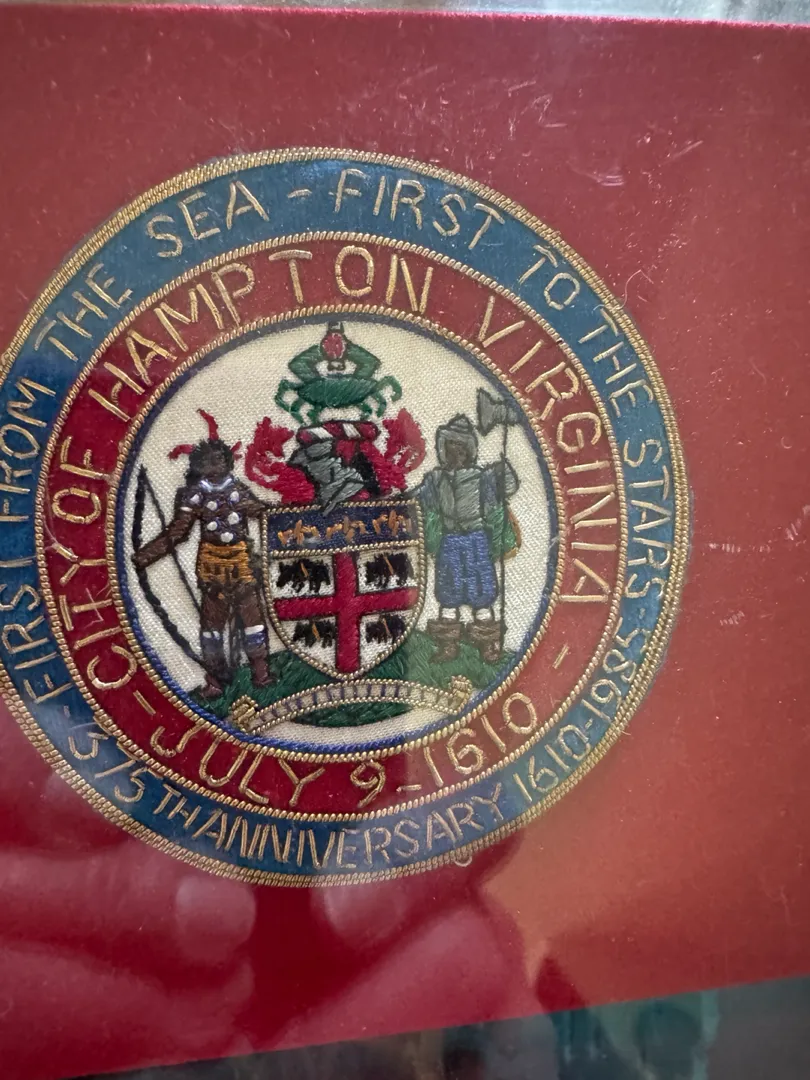 FIRST FROM THE SEA - FIRST TO THE STARS
-375TH ANNIVERSARY 1610-1985-
CITY OF HAMPTON VIRGINIA -
- JULY 9-1610